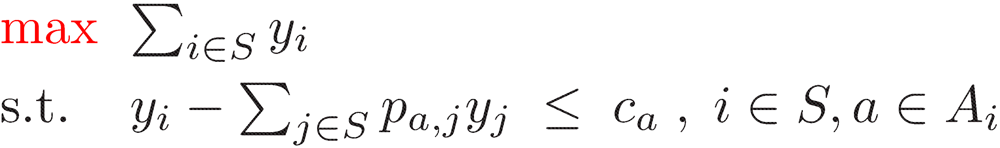 max ∑_{i∈S} y_i
s.t. y_i − ∑_{j∈S} p_{a,j} y_j ≤ c_a , i ∈ S, a ∈ A_i